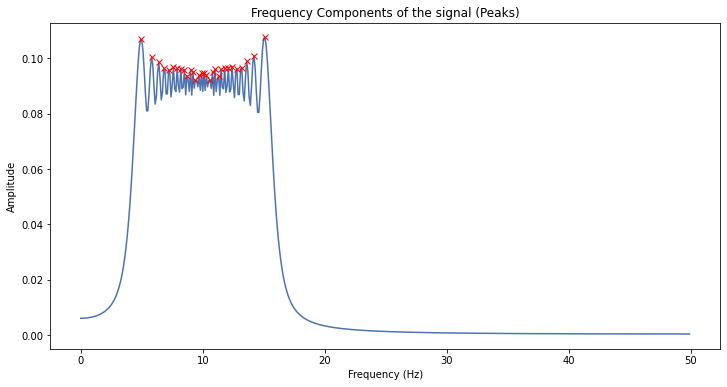 Frequency Components of the signal (Peaks)
0.10
0.08
0.06
0.04
0.02
0.00
Amplitude
0 10 20 30 40 50
Frequency (Hz)